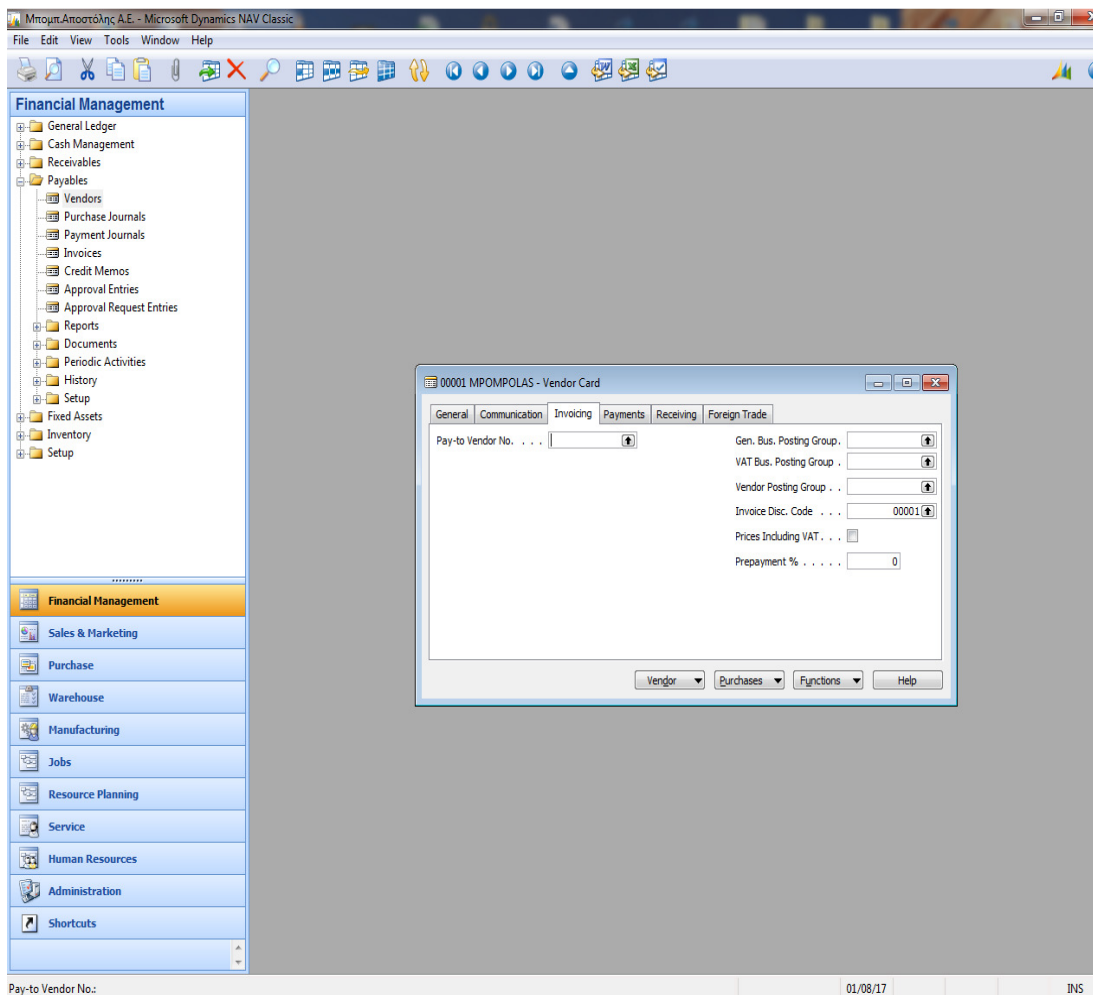 Μπομπ.Αποστόλης Α.Ε. - Microsoft Dynamics NAV Classic
File Edit View Tools Window Help
Financial Management
General Ledger
Cash Management
Receivables
Payables
Vendors
Purchase Journals
Payment Journals
Invoices
Credit Memos
Approval Entries
Approval Request Entries
Reports
Documents
Periodic Activities
History
Setup
Fixed Assets
Inventory
Setup
Financial Management
Sales & Marketing
Purchase
Warehouse
Manufacturing
Jobs
Resource Planning
Service
Human Resources
Administration
Shortcuts
00001 MPOMPOLAS - Vendor Card
General Communication Invoicing Payments Receiving Foreign Trade
Pay-to Vendor No. . . . .
Gen. Bus. Posting Group.
VAT Bus. Posting Group .
Vendor Posting Group . .
Invoice Disc. Code . . . 00001
Prices Including VAT . . .
Prepayment % . . . . . 0
Vendor Purchases Functions Help
Pay-to Vendor No.: 01/08/17 INS